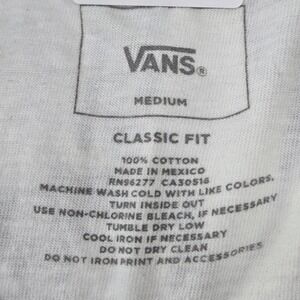 VANS®
MEDIUM
CLASSIC FIT
100% COTTON
MADE IN MEXICO
RN96277 CA30516
MACHINE WASH COLD WITH LIKE COLORS.
TURN INSIDE OUT
USE NON-CHLORINE BLEACH, IF NECESSARY
TUMBLE DRY LOW
COOL IRON IF NECESSARY
DO NOT DRY CLEAN
DO NOT IRON PRINT AND ACCESSORIES